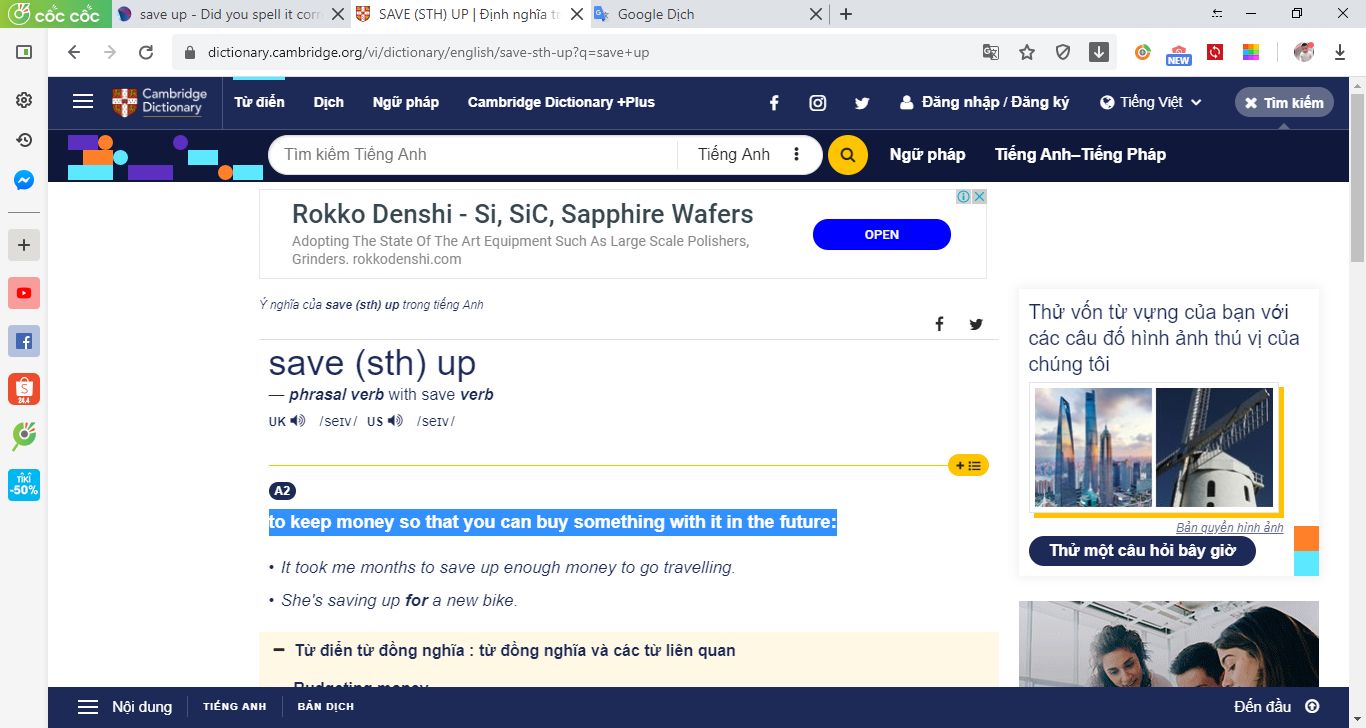 cốc cốc
save up - Did you spell it corr
SAVE (STH) UP | Định nghĩa tr
Google Dịch
dictionary.cambridge.org/vi/dictionary/english/save-sth-up?q=save+up
NEW
Cambridge
Dictionary
Từ điển
Dịch
Ngữ pháp
Cambridge Dictionary +Plus
Đăng nhập / Đăng ký
Tiếng Việt
Tìm kiếm
Tìm kiếm Tiếng Anh
Tiếng Anh
Ngữ pháp
Tiếng Anh–Tiếng Pháp
Rokko Denshi - Si, SiC, Sapphire Wafers
Adopting The State Of The Art Equipment Such As Large Scale Polishers,
Grinders. rokkodenshi.com
OPEN
Ý nghĩa của save (sth) up trong tiếng Anh
save (sth) up
— phrasal verb with save verb
UK /seɪv/ US /seɪv/
A2
to keep money so that you can buy something with it in the future:
• It took me months to save up enough money to go travelling.
• She's saving up for a new bike.
Từ điển từ đồng nghĩa : từ đồng nghĩa và các từ liên quan
Budgeting money
Thử vốn từ vựng của bạn với
các câu đố hình ảnh thú vị của
chúng tôi
Bản quyền hình ảnh
Thử một câu hỏi bây giờ
24.4
TIKI
-50%
Nội dung
TIẾNG ANH
BẢN DỊCH
Đến đầu